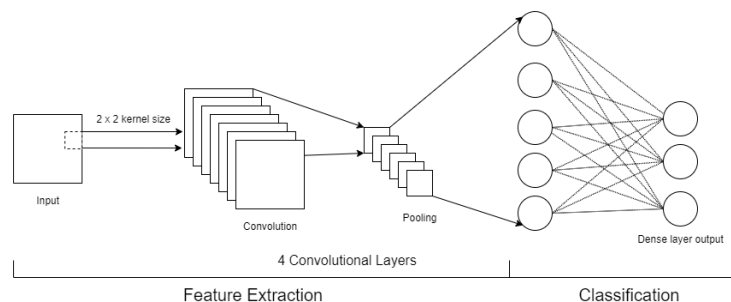 2 x 2 kernel size
Input
Convolution
Pooling
Dense layer output
4 Convolutional Layers
Feature Extraction
Classification